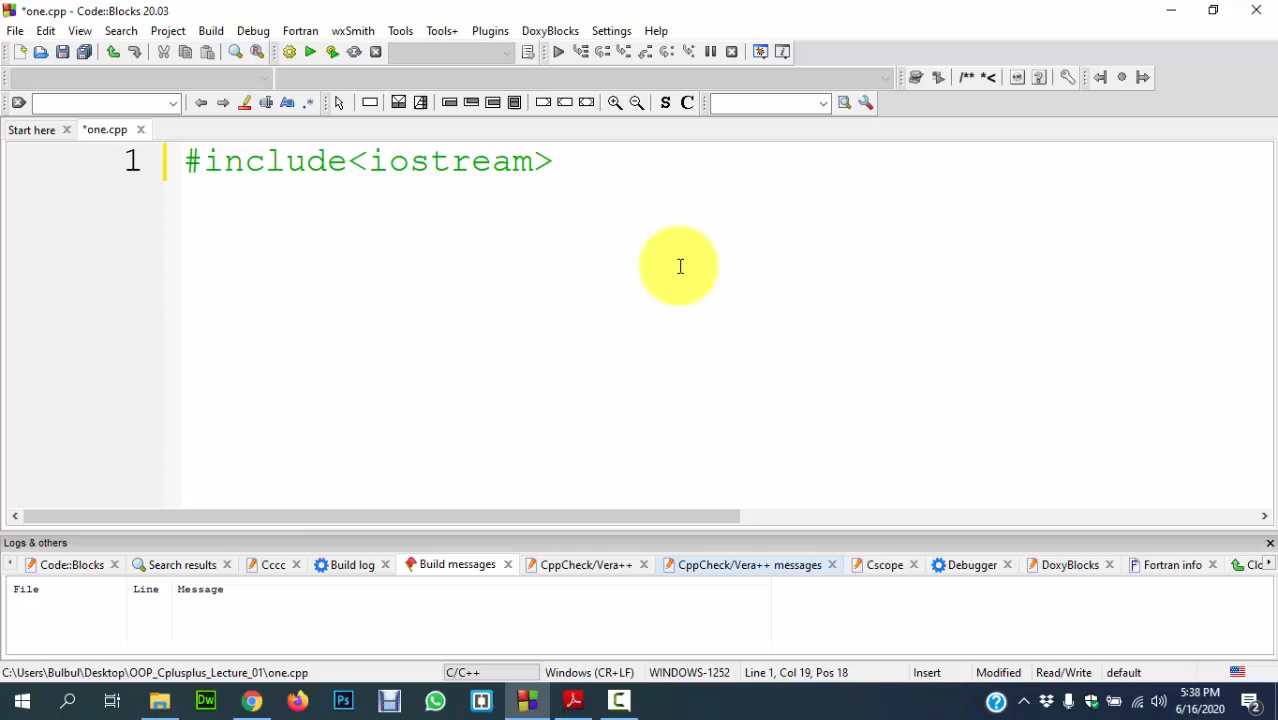 *one.cpp - Code::Blocks 20.03
File Edit View Search Project Build Debug Fortran wxSmith Tools Tools+ Plugins DoxyBlocks Settings Help
/** *<
.*
S C
Start here *one.cpp
1 #include<iostream>
Logs & others
Code::Blocks Search results Cccc Build log Build messages CppCheck/Vera++ CppCheck/Vera++ messages Cscope Debugger DoxyBlocks Fortran info Clo
File Line Message
C:\Users\Bulbul\Desktop\OOP_Cplusplus_Lecture_01\one.cpp C/C++ Windows (CR+LF) WINDOWS-1252 Line 1, Col 19, Pos 18 Insert Modified Read/Write default
Dw Ps 5:38 PM
6/16/2020 2